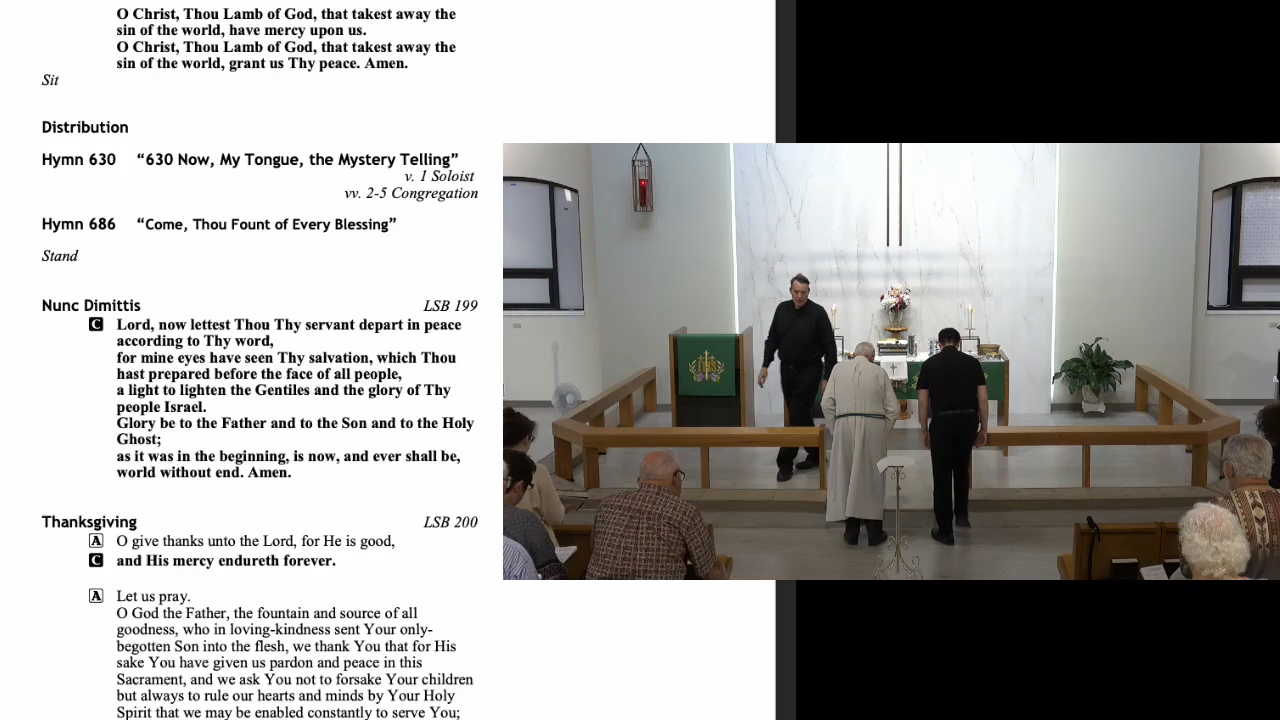 O Christ, Thou Lamb of God, that takest away the
sin of the world, have mercy upon us.
O Christ, Thou Lamb of God, that takest away the
sin of the world, grant us Thy peace. Amen.
Sit
Distribution
Hymn 630 “630 Now, My Tongue, the Mystery Telling”
v. 1 Soloist
vv. 2-5 Congregation
Hymn 686 “Come, Thou Fount of Every Blessing”
Stand
Nunc Dimittis LSB 199
C Lord, now lettest Thou Thy servant depart in peace
according to Thy word,
for mine eyes have seen Thy salvation, which Thou
hast prepared before the face of all people,
a light to lighten the Gentiles and the glory of Thy
people Israel.
Glory be to the Father and to the Son and to the Holy
Ghost;
as it was in the beginning, is now, and ever shall be,
world without end. Amen.
Thanksgiving LSB 200
A O give thanks unto the Lord, for He is good,
C and His mercy endureth forever.
A Let us pray.
O God the Father, the fountain and source of all
goodness, who in loving-kindness sent Your only-
begotten Son into the flesh, we thank You that for His
sake You have given us pardon and peace in this
Sacrament, and we ask You not to forsake Your children
but always to rule our hearts and minds by Your Holy
Spirit that we may be enabled constantly to serve You;